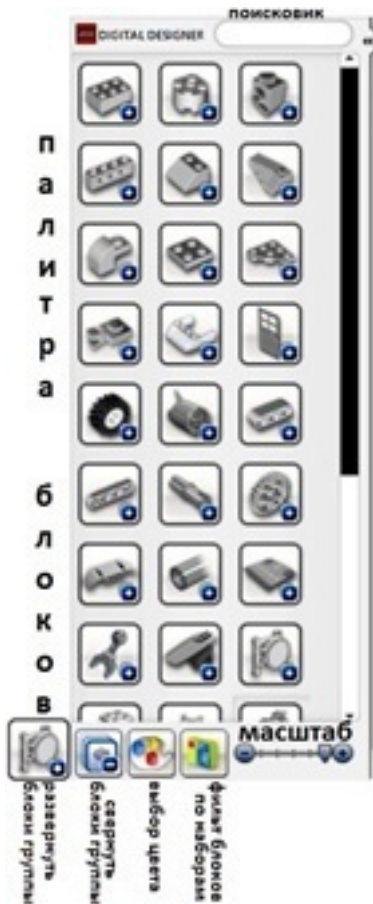 поисковик
DIGITAL DESIGNER
палитра блоков
масштаб
развернуть
блоки группы
свернуть
блоки группы
выбор цвета
фильт блоков
по наборам